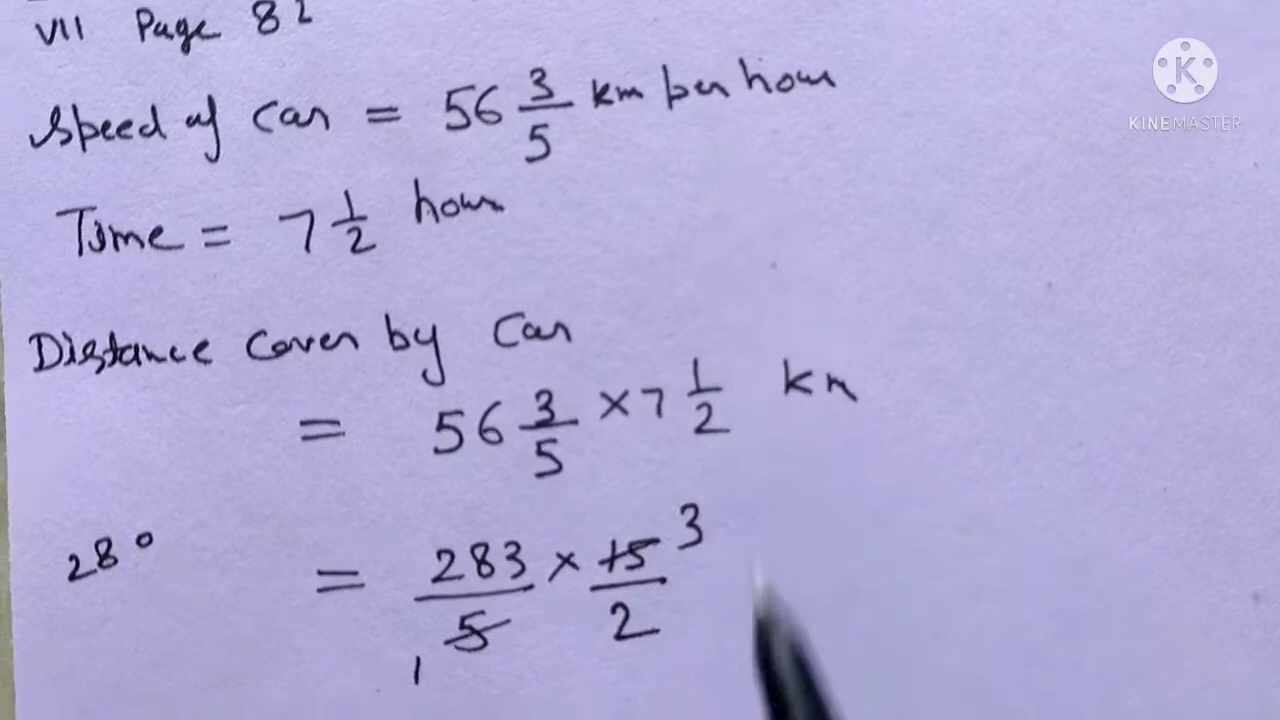 VII Page 82
KINEMASTER
Speed of Car = 56 3/5 km per hour
Time = 7 1/2 hour
Distance cover by Car
= 56 3/5 × 7 1/2 km
280
= 283/5 × 15/2 3
1